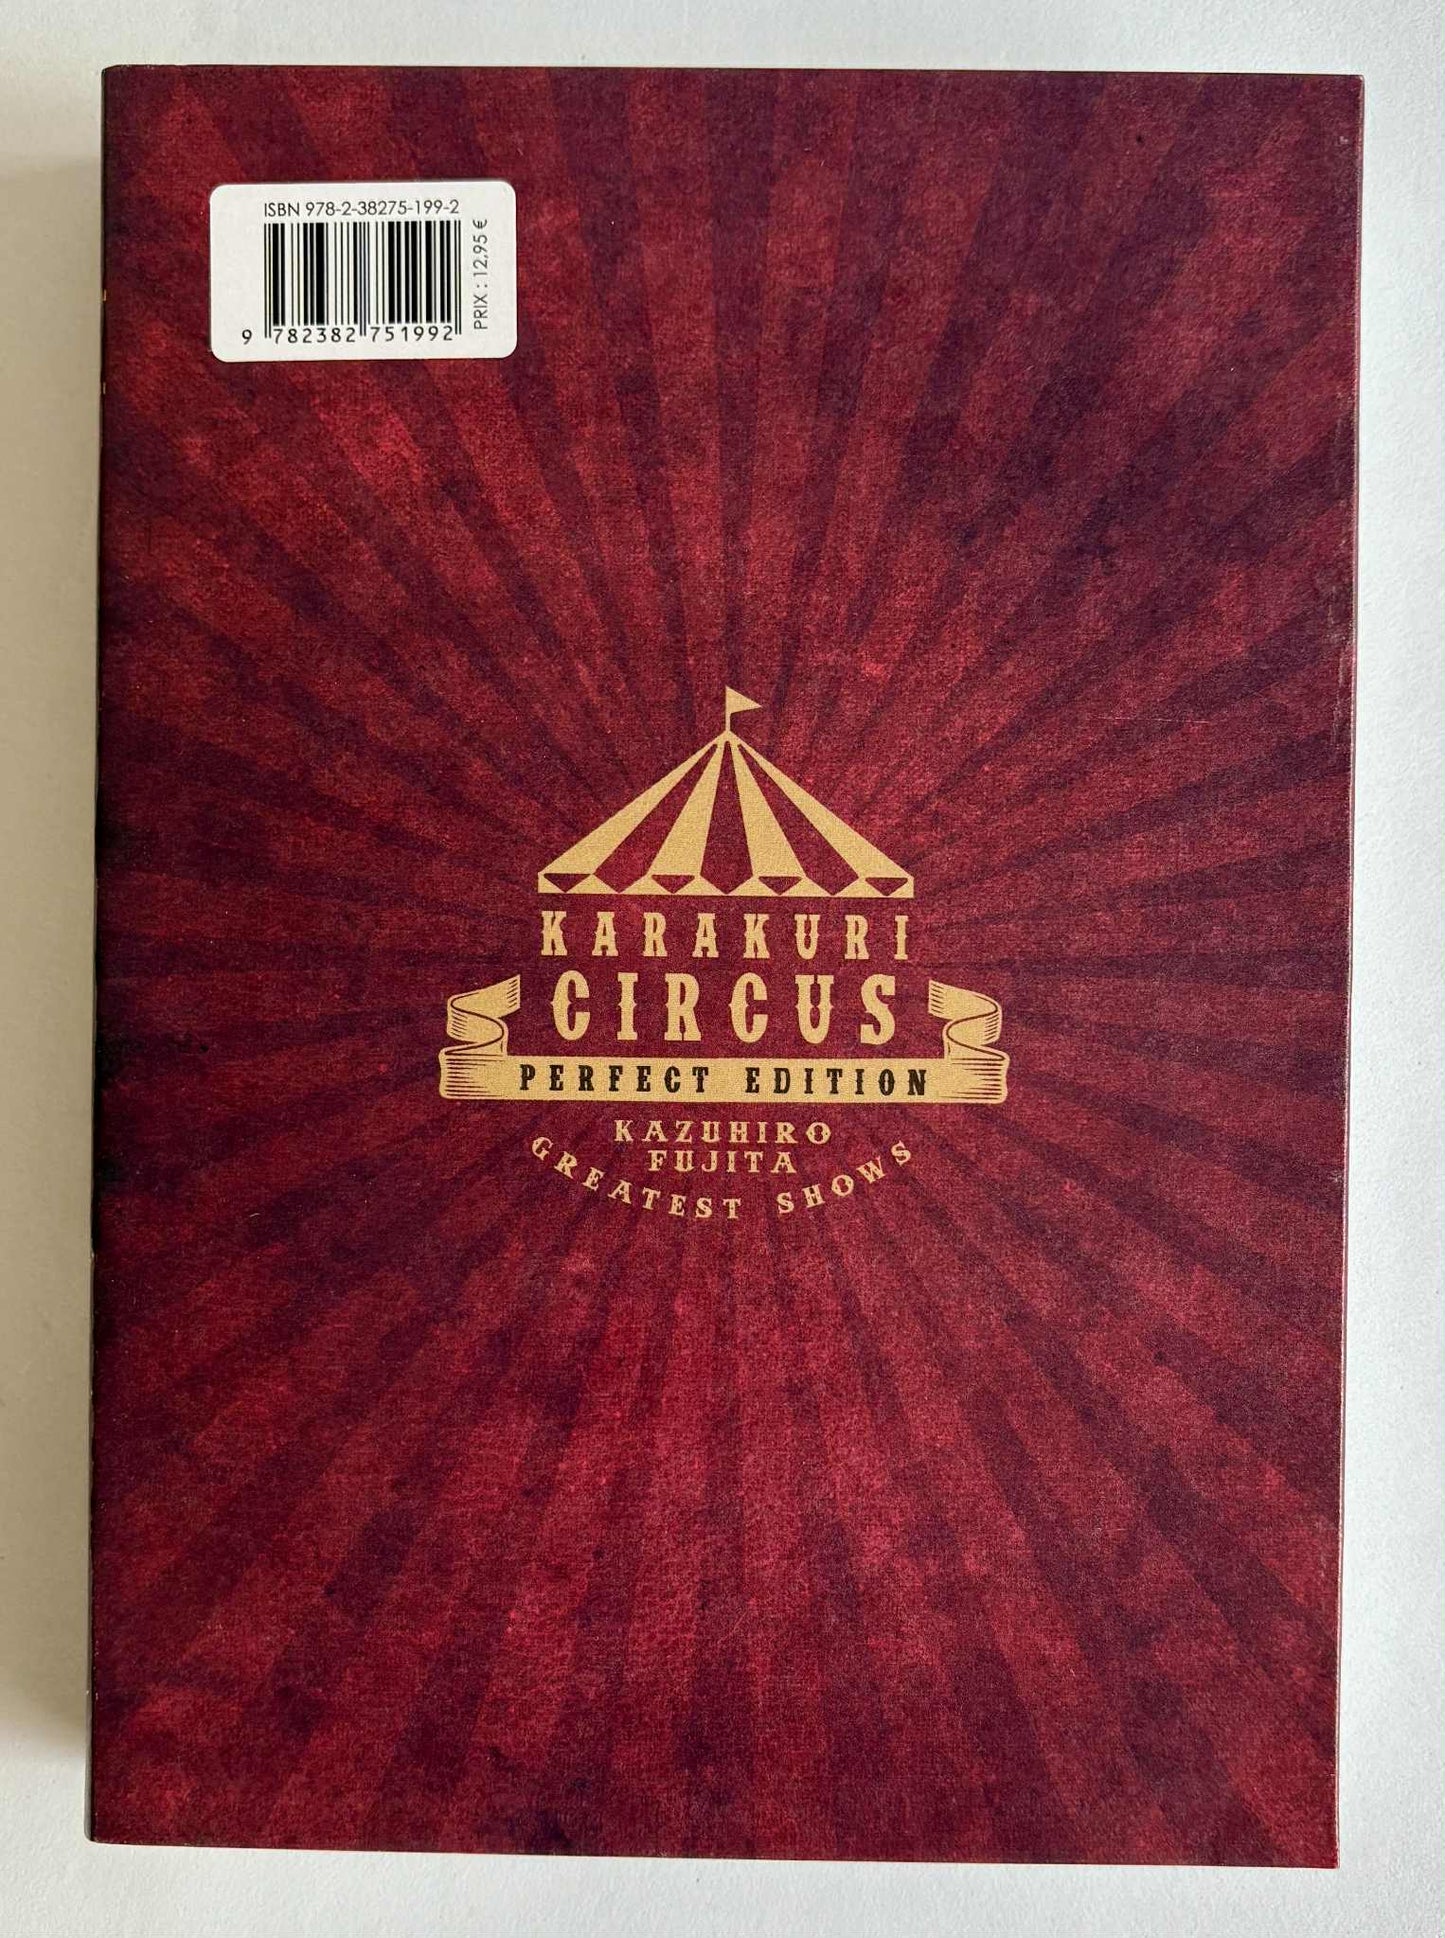 ISBN 978-2-38275-199-2
PRIX : 12,95 €
9 782382 751992
KARAKURI
CIRCUS
PERFECT EDITION
KAZUHIRO
FUJITA
GREATEST SHOWS